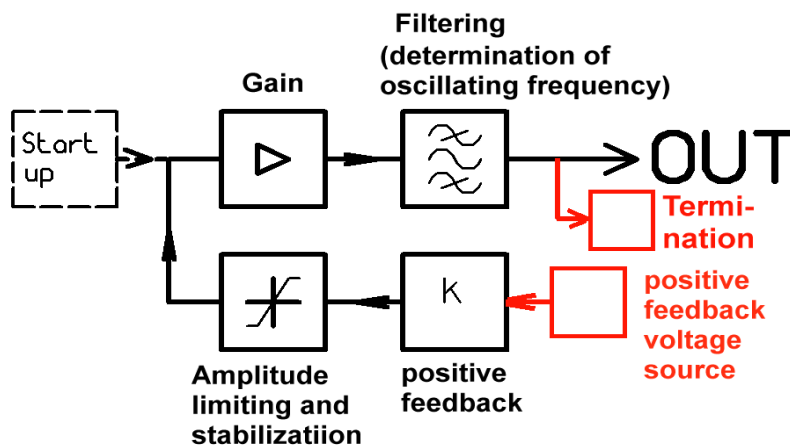 Filtering
(determination of
oscillating frequency)
Gain
Start
up
OUT
Termi-
nation
K
positive
feedback
voltage
source
Amplitude
limiting and
stabilizatiion
positive
feedback